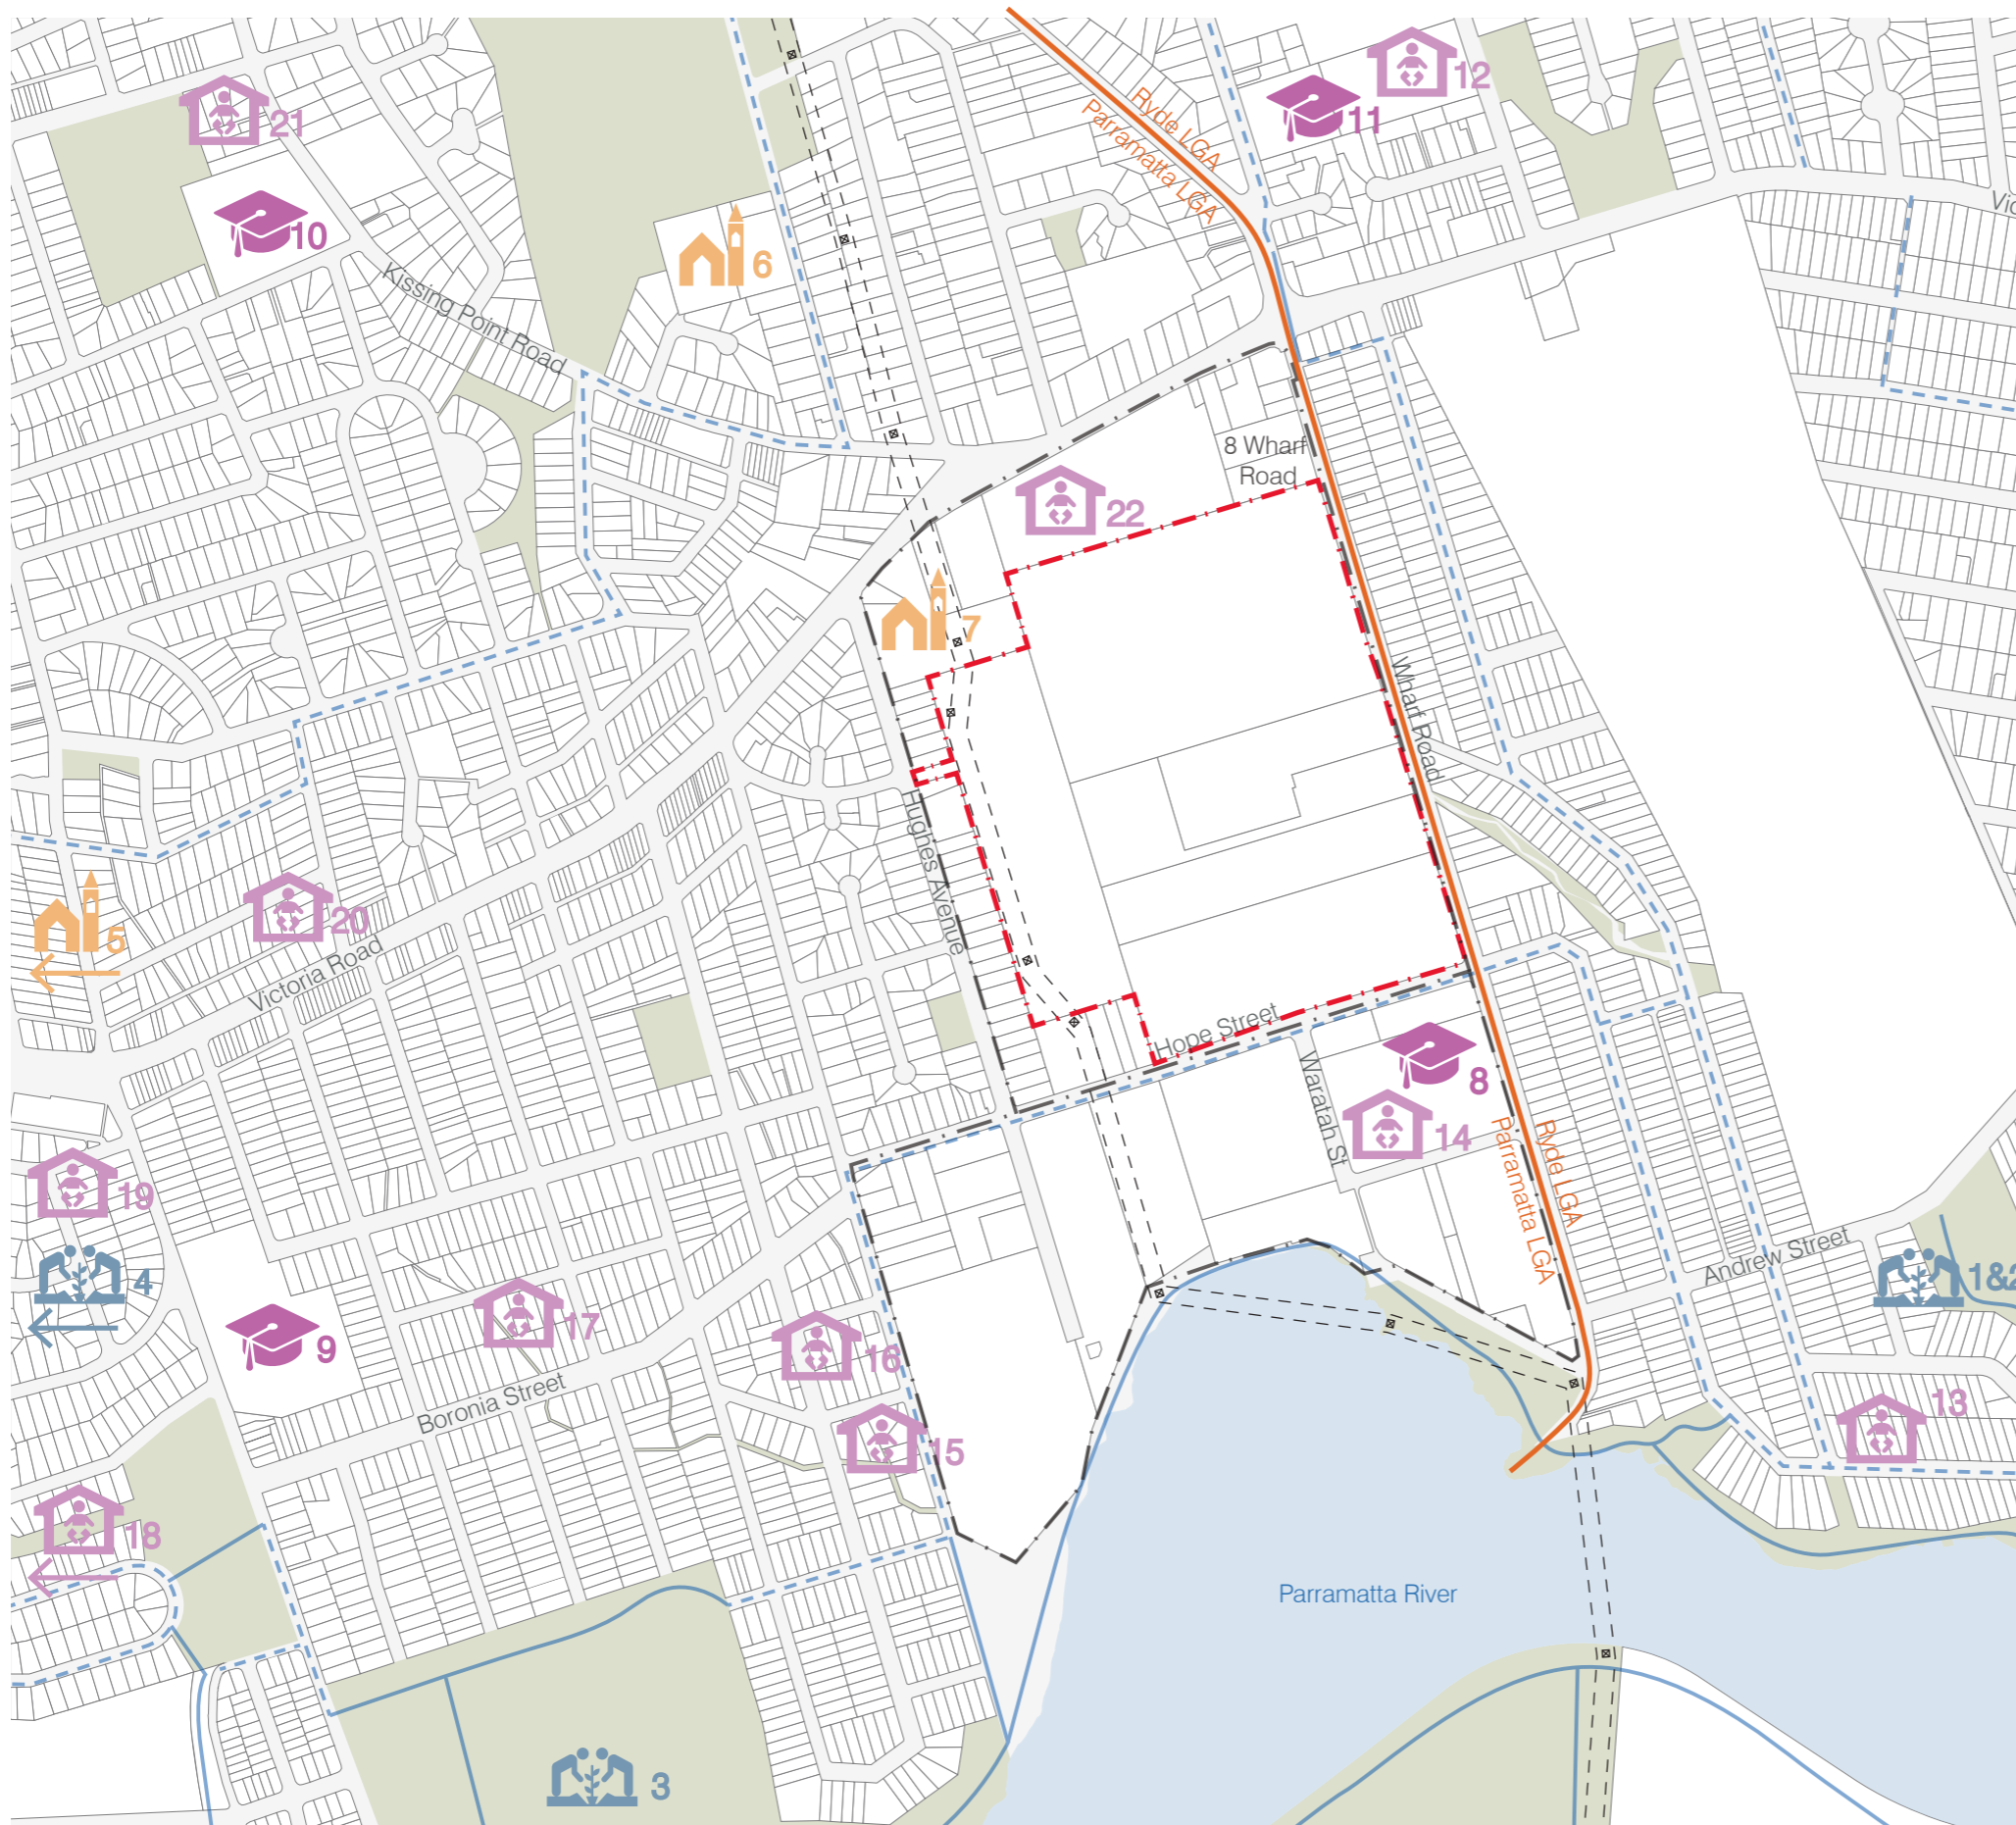 12
21
11
Ryde LGA
Parramatta LGA
10
6
Kissing Point Road
8 Wharf
Road
22
7
Wharf Road
Hughes Avenue
20
5
Victoria Road
Hope Street
Waratah St
8
14
19
Ryde LGA
Parramatta LGA
Andrew Street
4
1&2
17
9
16
Boronia Street
13
15
18
Parramatta River
3